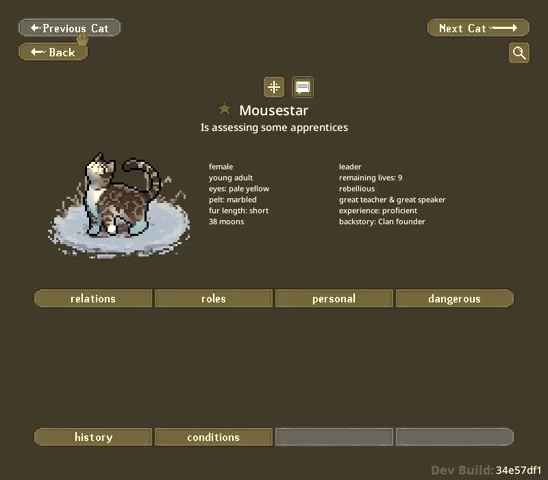 Previous Cat
Next Cat
Back
Mousestar
Is assessing some apprentices
female
young adult
eyes: pale yellow
pelt: marbled
fur length: short
38 moons
leader
remaining lives: 9
rebellious
great teacher & great speaker
experience: proficient
backstory: Clan founder
relations
roles
personal
dangerous
history
conditions
Dev Build: 34e57df1